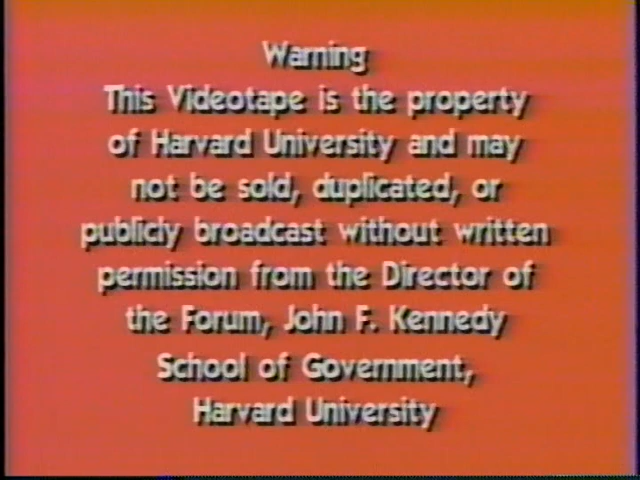 Warning
This Videotape is the property
of Harvard University and may
not be sold, duplicated, or
publicly broadcast without written
permission from the Director of
the Forum, John F. Kennedy
School of Government,
Harvard University